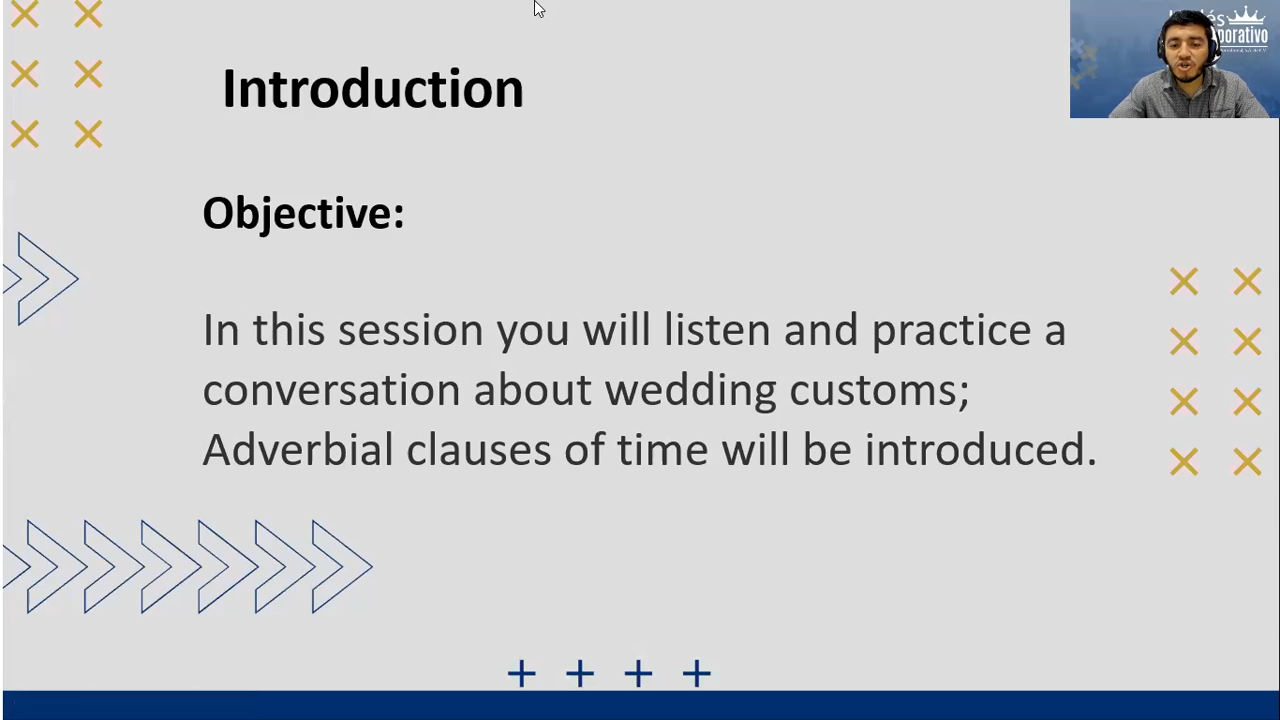 Introduction
Objective:
In this session you will listen and practice a
conversation about wedding customs;
Adverbial clauses of time will be introduced.